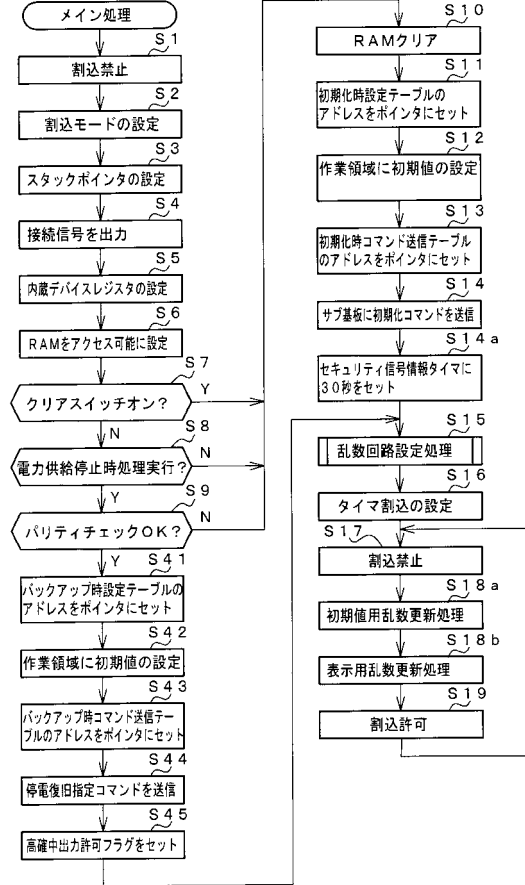 メイン処理
S1
割込禁止
S2
割込モードの設定
S3
スタックポインタの設定
S4
接続信号を出力
S5
内蔵デバイスレジスタの設定
S6
RAMをアクセス可能に設定
S7
クリアスイッチオン?
Y
N
S8
電力供給停止時処理実行?
N
Y
S9
パリティチェックOK?
N
Y
S41
バックアップ時設定テーブルの
アドレスをポインタにセット
S42
作業領域に初期値の設定
S43
バックアップ時コマンド送信テー
ブルのアドレスをポインタにセット
S44
停電復旧指定コマンドを送信
S45
高確中出力許可フラグをセット
S10
RAMクリア
S11
初期化時設定テーブルの
アドレスをポインタにセット
S12
作業領域に初期値の設定
S13
初期化時コマンド送信テーブル
のアドレスをポインタにセット
S14
サブ基板に初期化コマンドを送信
S14a
セキュリティ信号情報タイマに
30秒をセット
S15
乱数回路設定処理
S16
タイマ割込の設定
S17
割込禁止
S18a
初期値用乱数更新処理
S18b
表示用乱数更新処理
S19
割込許可